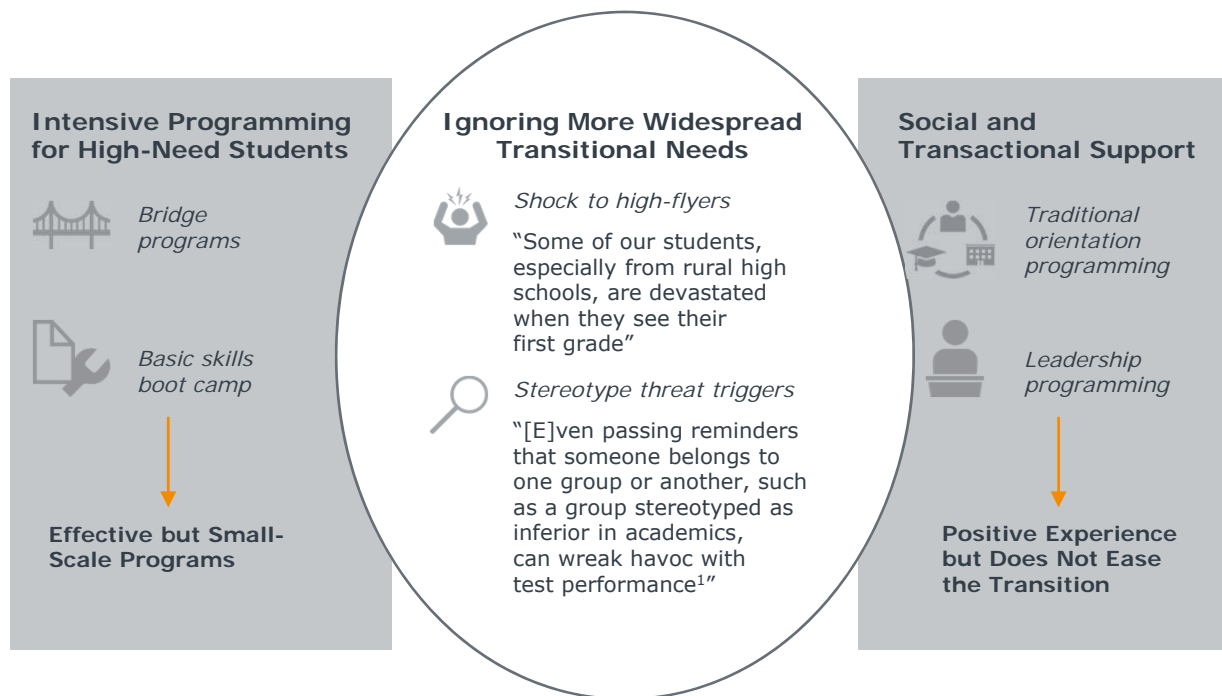 Intensive Programming
for High-Need Students
Bridge
programs
Basic skills
boot camp
Effective but Small-
Scale Programs
Ignoring More Widespread
Transitional Needs
Shock to high-flyers
“Some of our students,
especially from rural high
schools, are devastated
when they see their
first grade”
Stereotype threat triggers
“[E]ven passing reminders
that someone belongs to
one group or another, such
as a group stereotyped as
inferior in academics,
can wreak havoc with
test performance¹”
Social and
Transactional Support
Traditional
orientation
programming
Leadership
programming
Positive Experience
but Does Not Ease
the Transition